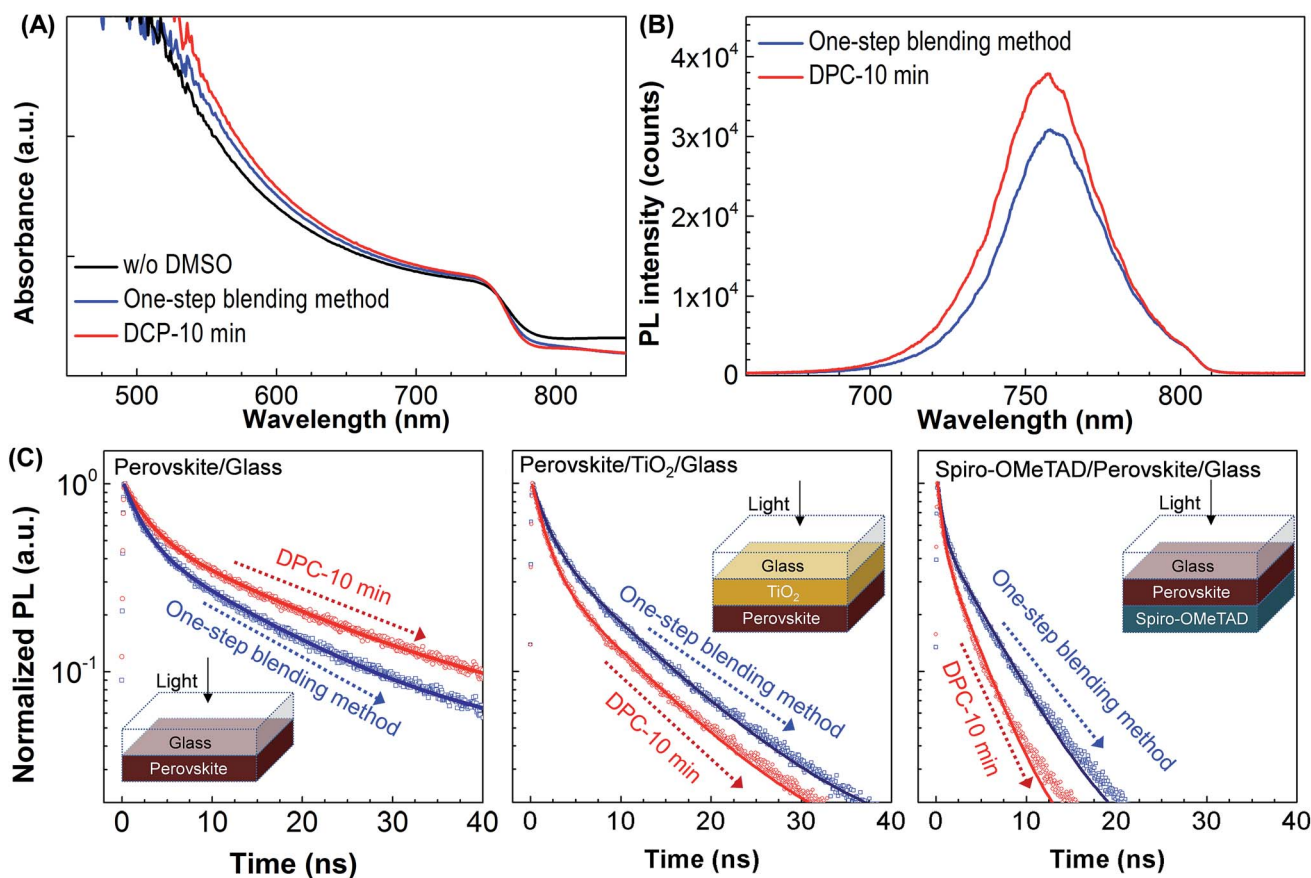 (A)
Absorbance (a.u.)
w/o DMSO
One-step blending method
DCP-10 min
500
600
700
800
Wavelength (nm)
(B)
PL intensity (counts)
4x10⁴
3x10⁴
2x10⁴
1x10⁴
0
One-step blending method
DPC-10 min
700
750
800
Wavelength (nm)
(C)
Normalized PL (a.u.)
10⁰
10⁻¹
Perovskite/Glass
DPC-10 min
One-step blending method
Light
Glass
Perovskite
0
10
20
30
40
Time (ns)
Perovskite/TiO₂/Glass
Light
Glass
TiO₂
Perovskite
One-step blending method
DPC-10 min
0
10
20
30
40
Time (ns)
Spiro-OMeTAD/Perovskite/Glass
Light
Glass
Perovskite
Spiro-OMeTAD
One-step blending method
DPC-10 min
0
10
20
30
40
Time (ns)